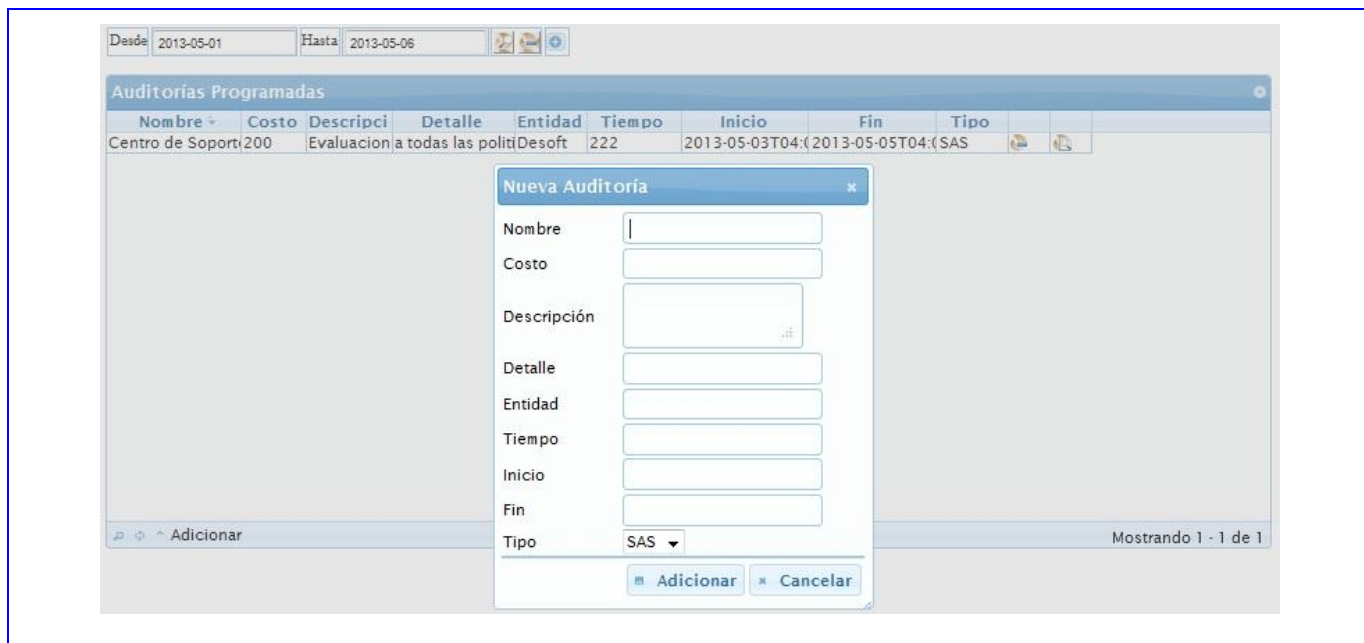 Desde 2013-05-01 Hasta 2013-05-06
Auditorías Programadas
Nombre Costo Descripci Detalle Entidad Tiempo Inicio Fin Tipo
Centro de Soport 200 Evaluacion a todas las politi Desoft 222 2013-05-03T04:( 2013-05-05T04:( SAS
Nueva Auditoría
Nombre
Costo
Descripción
Detalle
Entidad
Tiempo
Inicio
Fin
Tipo SAS
Adicionar Cancelar
Adicionar
Mostrando 1 - 1 de 1